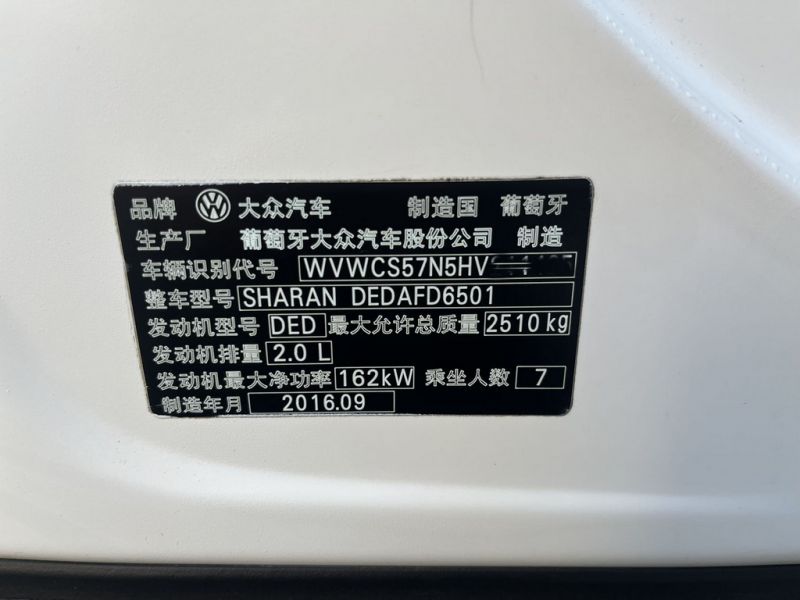 品牌 大众汽车 制造国 葡萄牙
生产厂 葡萄牙大众汽车股份公司 制造
车辆识别代号 WVWCS57N5HV
整车型号 SHARAN DEDAFD6501
发动机型号 DED 最大允许总质量 2510 kg
发动机排量 2.0 L
发动机最大净功率 162kW 乘坐人数 7
制造年月 2016.09